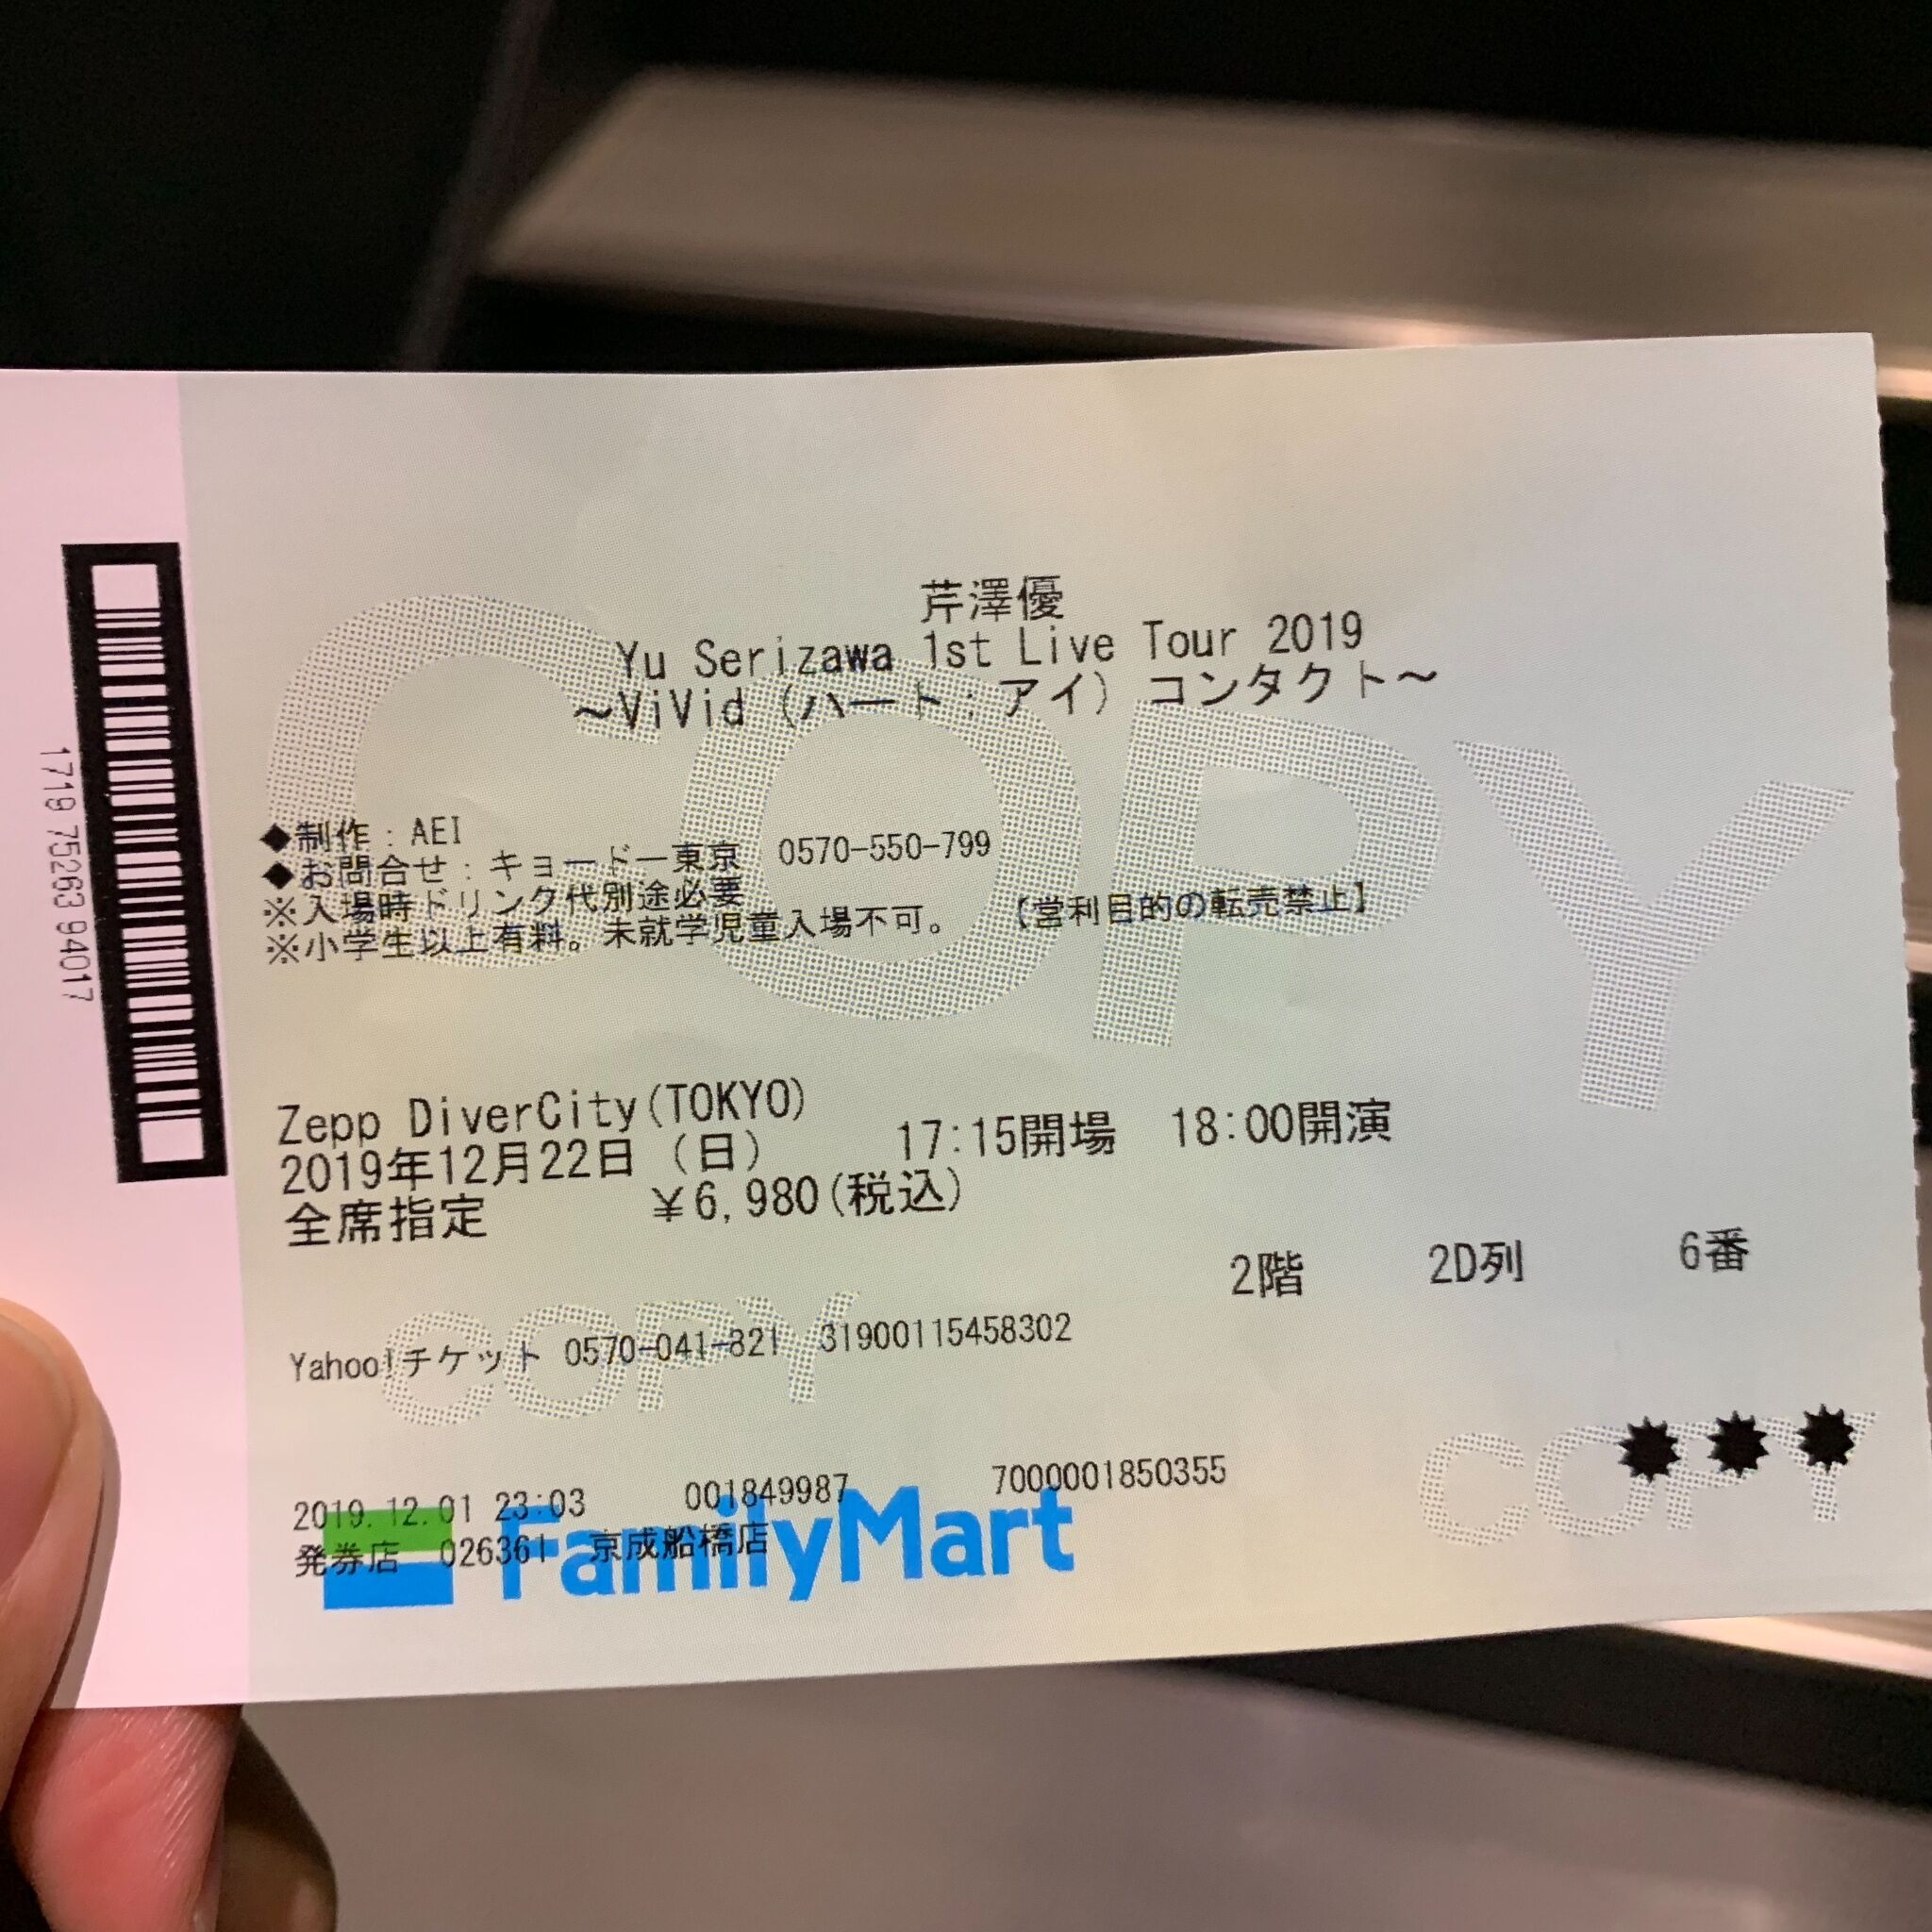 芹澤優
Yu Serizawa 1st Live Tour 2019
～ViVid（ハート：アイ）コンタクト～
◆制作：AEI
◆お問合せ：キョードー東京 0570-550-799
※入場時ドリンク代別途必要
※小学生以上有料。未就学児童入場不可。 【営利目的の転売禁止】
Zepp DiverCity(TOKYO)
2019年12月22日（日） 17:15開場 18:00開演
全席指定 ¥6,980(税込)
2階 2D列 6番
Yahoo!チケット 0570-041-821 31900115458302
2019.12.01 23:03 001849987 7000001850355
発券店 026361 京成船橋店
FamilyMart
1719 75263 94017
COPY
COPY
COPY